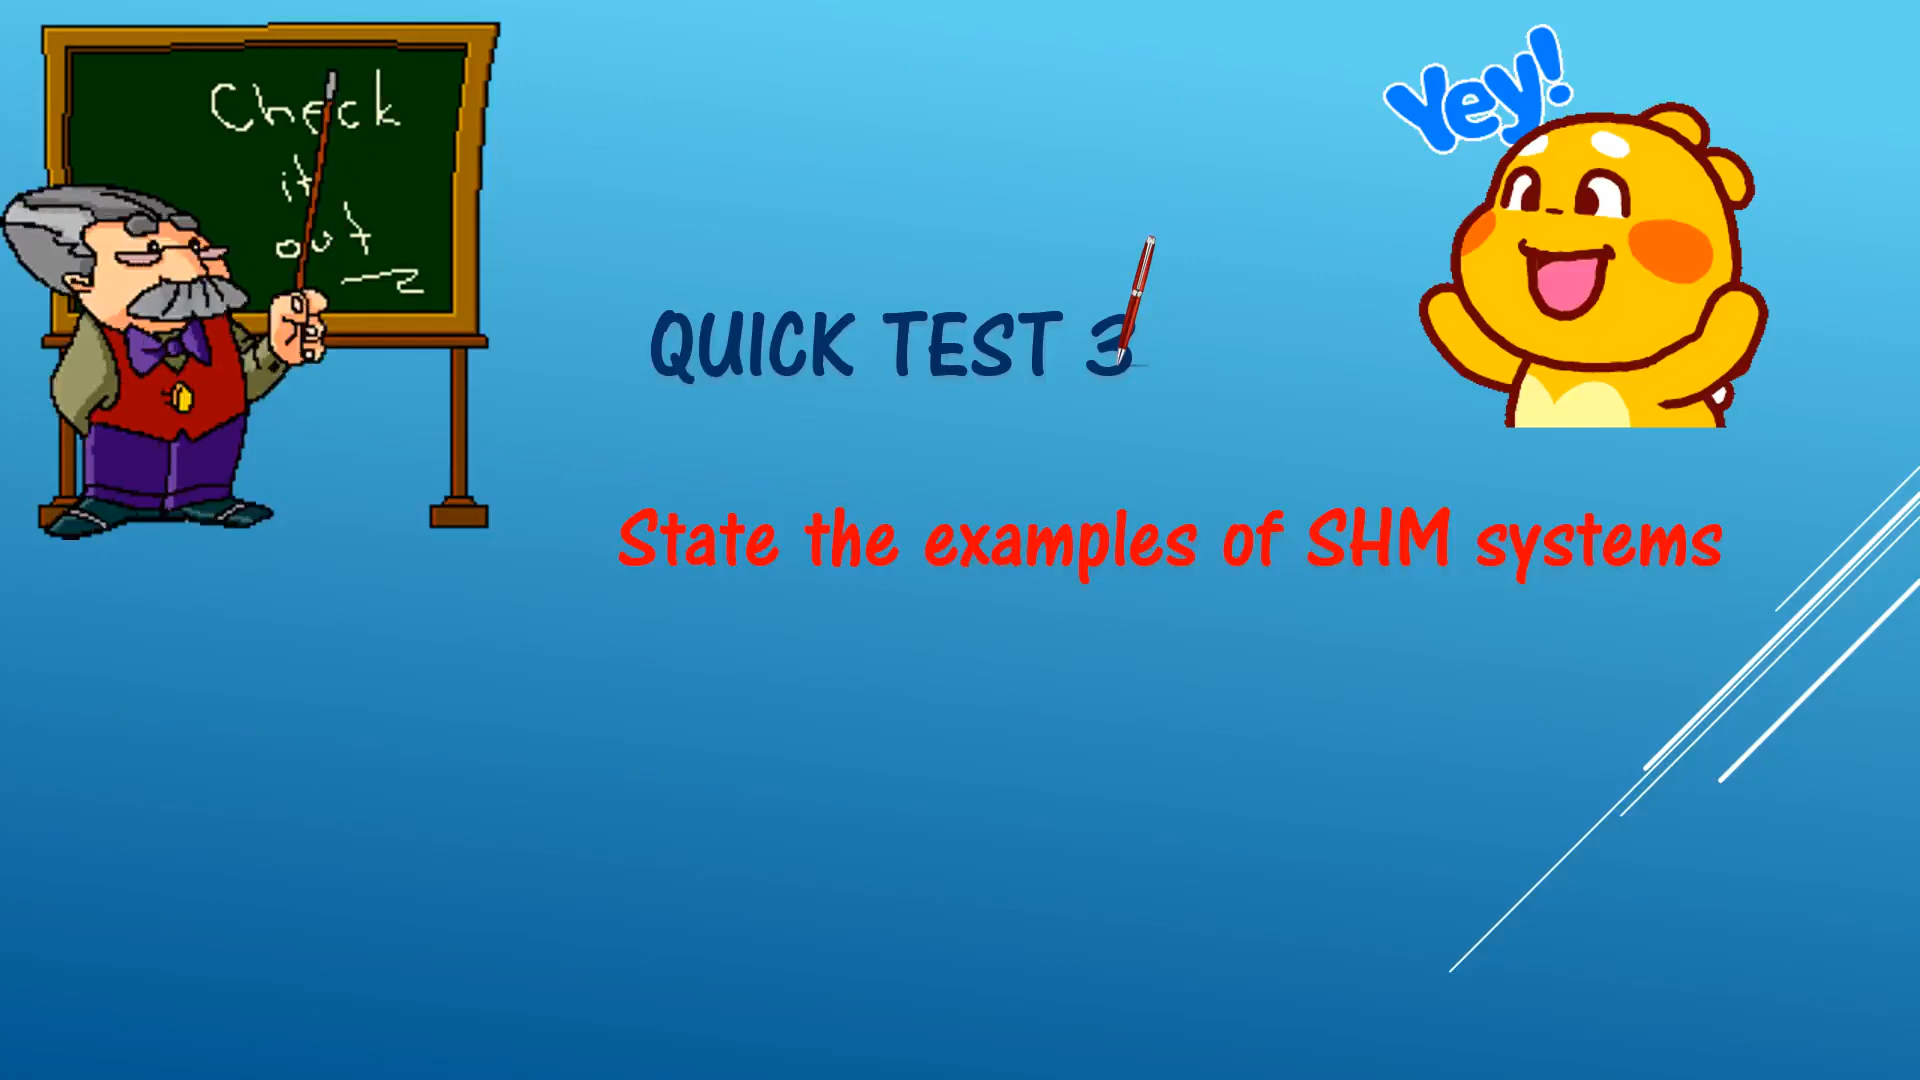 Check
it
out
Yey!
QUICK TEST 3
State the examples of SHM systems